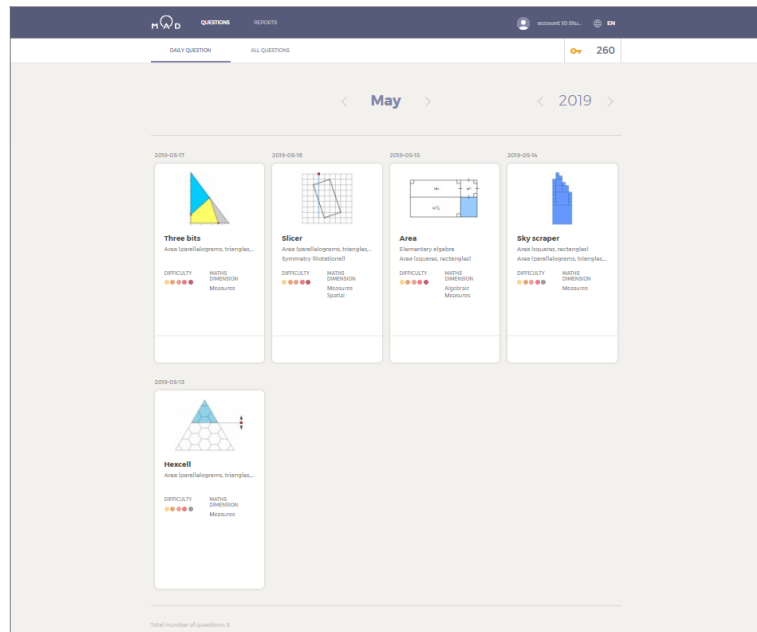 MAD QUESTIONS REPORTS account 10 Stu... EN
DAILY QUESTION ALL QUESTIONS 260
May 2019
2019-05-17 2019-05-16 2019-05-15 2019-05-14
Three bits
Area (parallelograms, triangles,...
DIFFICULTY MATHS DIMENSION
Measures
Slicer
Area (parallelograms, triangles,...
Symmetry (Rotational)
DIFFICULTY MATHS DIMENSION
Measures
Spatial
Area
Elementary algebra
Area (squares, rectangles)
DIFFICULTY MATHS DIMENSION
Algebraic
Measures
Sky scraper
Area (squares, rectangles)
Area (parallelograms, triangles,...
DIFFICULTY MATHS DIMENSION
Measures
2019-05-13
Hexcell
Area (parallelograms, triangles,...
DIFFICULTY MATHS DIMENSION
Measures
Total number of questions: 5